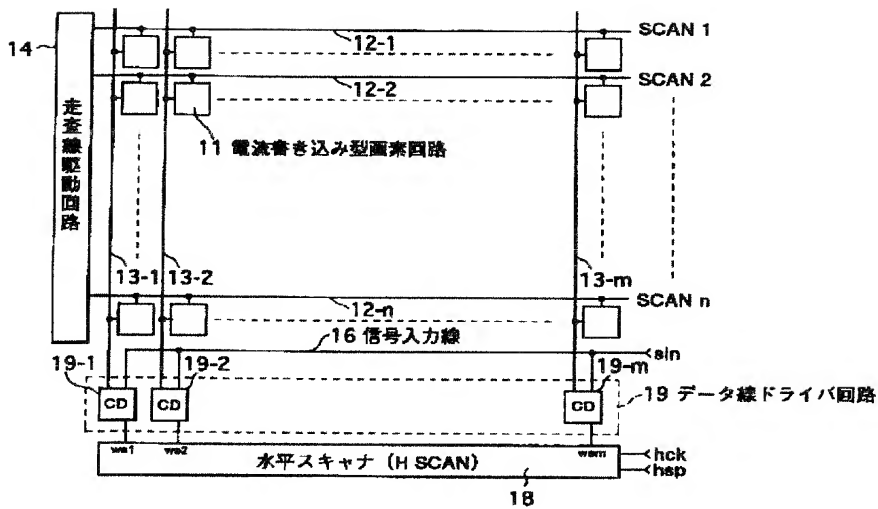 SCAN 1
14
12-1
SCAN 2
12-2
11 電流書き込み型画素回路
走査線駆動回路
13-1
13-2
13-m
SCAN n
12-n
16 信号入力線
sin
19-1
19-2
19-m
CD
CD
CD
19 データ線ドライバ回路
ws1
ws2
wsm
水平スキャナ（H SCAN）
hck
hsp
18